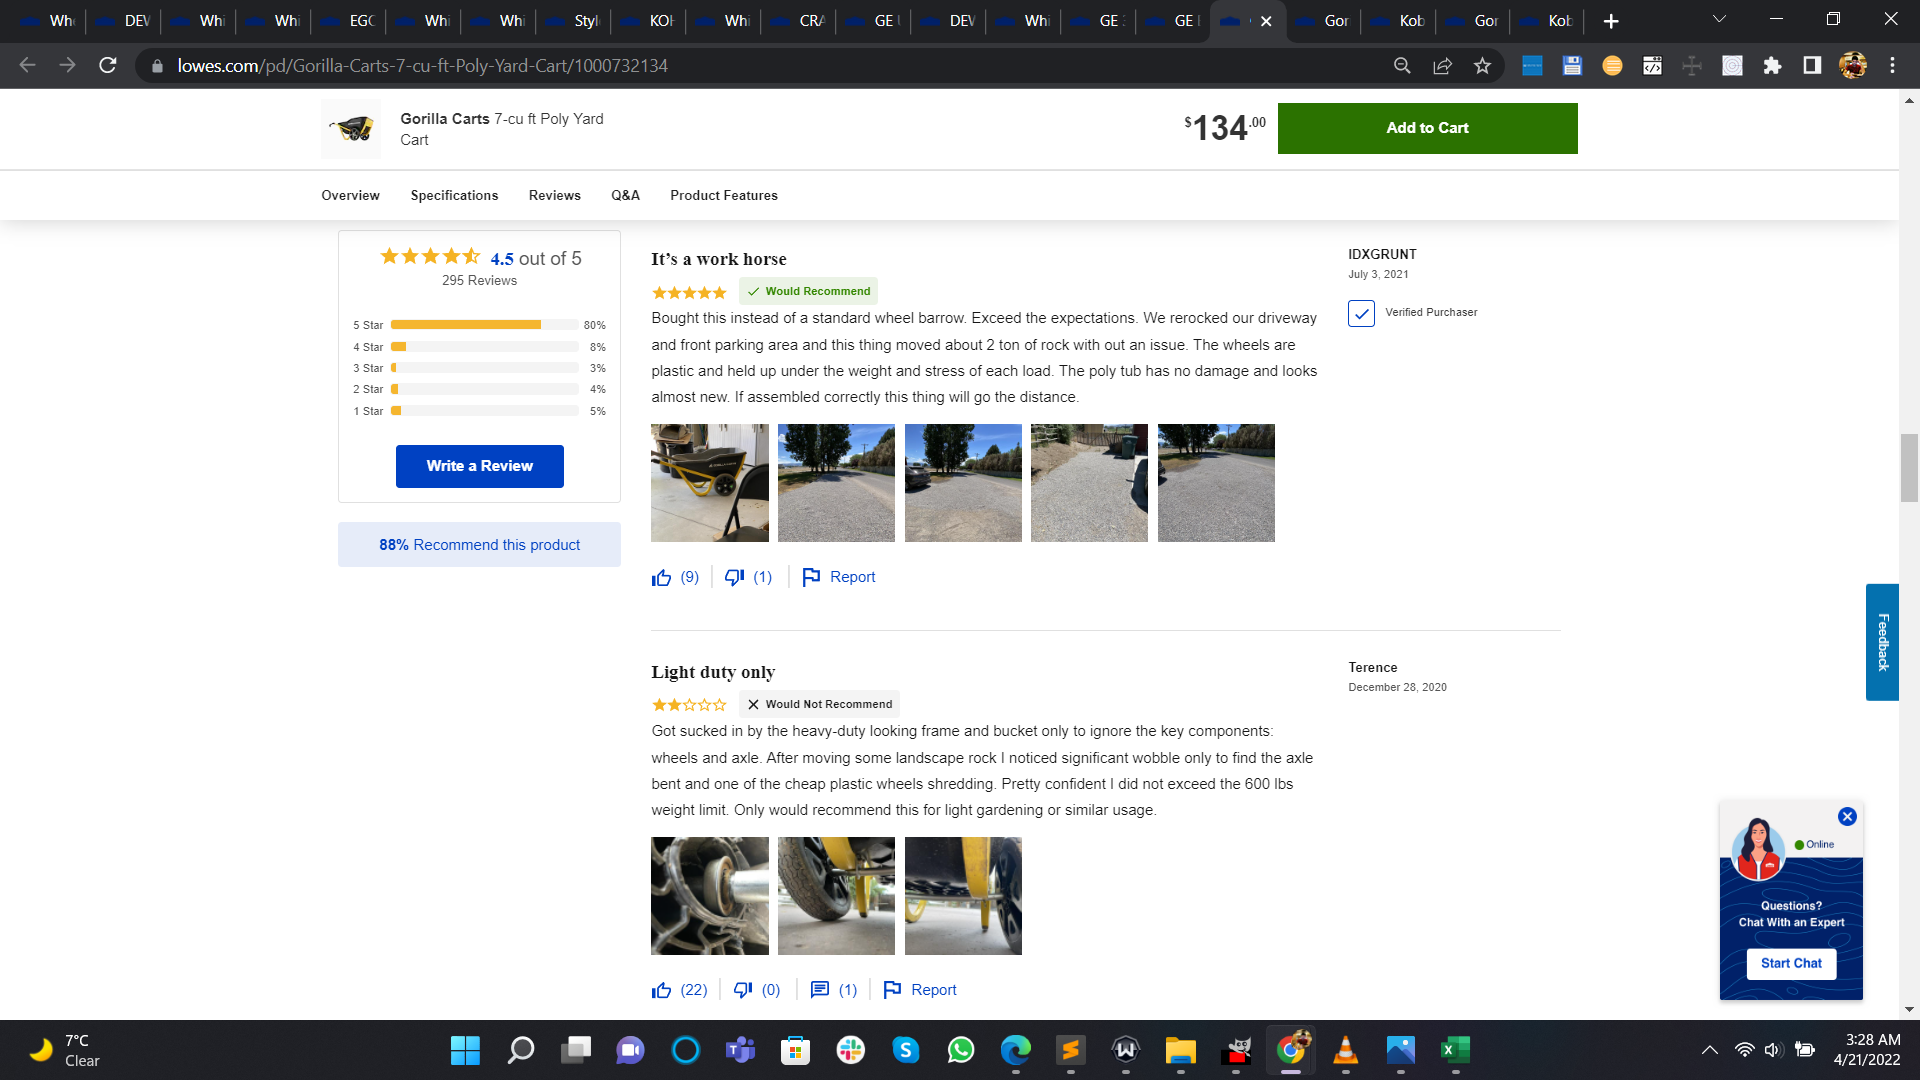 Whi
DEV
Whi
Whi
EGO
Whi
Whi
Styl
KOH
Whi
CRA
GE
DEV
Whi
GE
GE
Gor
Kob
Gor
Kob
lowes.com/pd/Gorilla-Carts-7-cu-ft-Poly-Yard-Cart/1000732134
Gorilla Carts 7-cu ft Poly Yard
Cart
$134.00
Add to Cart
Overview
Specifications
Reviews
Q&A
Product Features
4.5 out of 5
295 Reviews
5 Star 80%
4 Star 8%
3 Star 3%
2 Star 4%
1 Star 5%
Write a Review
88% Recommend this product
It’s a work horse
Would Recommend
Bought this instead of a standard wheel barrow. Exceed the expectations. We rerocked our driveway
and front parking area and this thing moved about 2 ton of rock with out an issue. The wheels are
plastic and held up under the weight and stress of each load. The poly tub has no damage and looks
almost new. If assembled correctly this thing will go the distance.
IDXGRUNT
July 3, 2021
Verified Purchaser
(9)
(1)
Report
Light duty only
Would Not Recommend
Got sucked in by the heavy-duty looking frame and bucket only to ignore the key components:
wheels and axle. After moving some landscape rock I noticed significant wobble only to find the axle
bent and one of the cheap plastic wheels shredding. Pretty confident I did not exceed the 600 lbs
weight limit. Only would recommend this for light gardening or similar usage.
Terence
December 28, 2020
(22)
(0)
(1)
Report
Feedback
Online
Questions?
Chat With an Expert
Start Chat
7°C
Clear
3:28 AM
4/21/2022